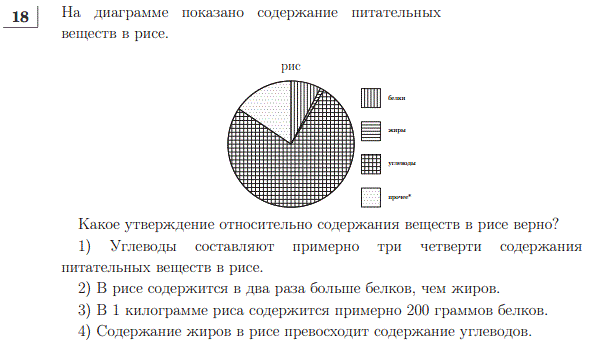 18
На диаграмме показано содержание питательных
веществ в рисе.
рис
белки
жиры
углеводы
прочее*
Какое утверждение относительно содержания веществ в рисе верно?
1) Углеводы составляют примерно три четверти содержания
питательных веществ в рисе.
2) В рисе содержится в два раза больше белков, чем жиров.
3) В 1 килограмме риса содержится примерно 200 граммов белков.
4) Содержание жиров в рисе превосходит содержание углеводов.